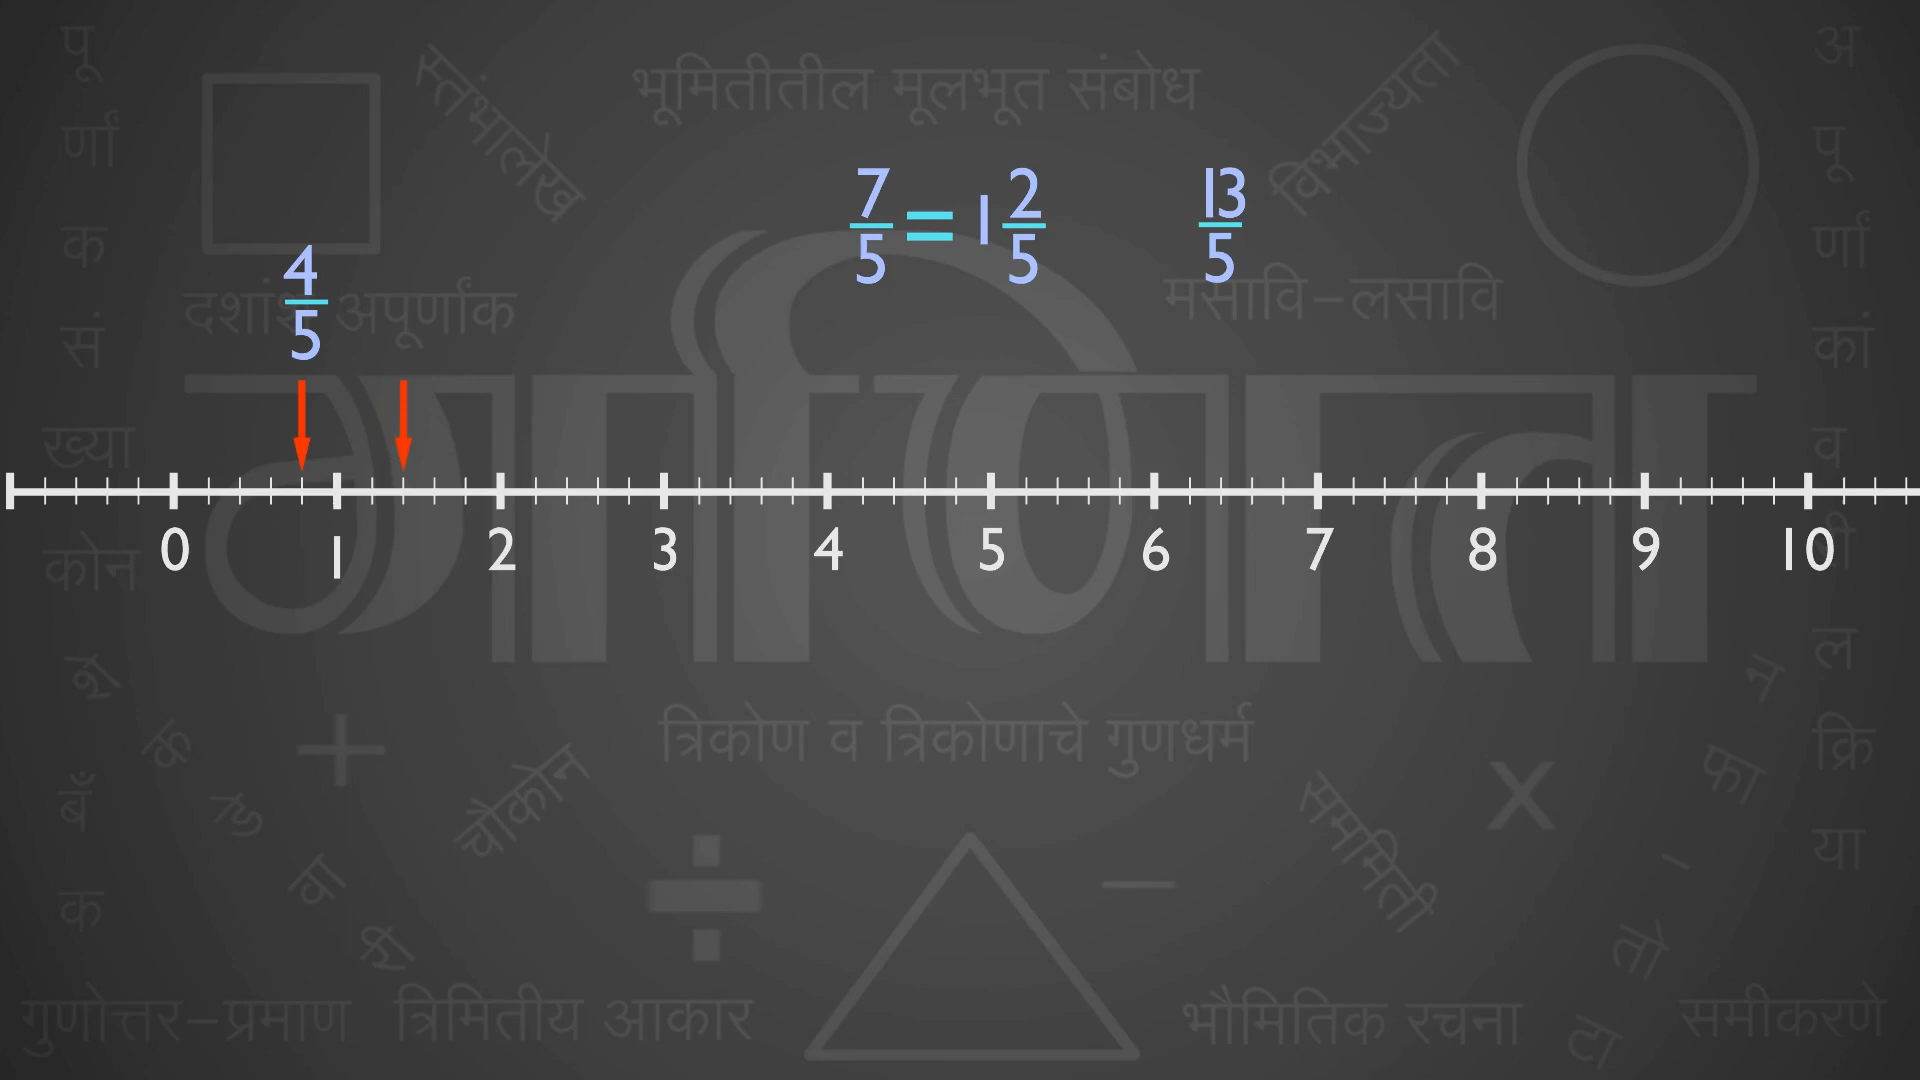 भूमितीतील मूलभूत संबोध
स्तंभालेख
विभाज्यता
पू
र्णां
क
सं
ख्या
अ
पू
र्णां
कां
व
री
ल
क्रि
या
7/5 = 1 2/5
13/5
4/5
दशांश अपूर्णांक
मसावि–लसावि
गणित
0 1 2 3 4 5 6 7 8 9 10
कोन
त्रिकोण व त्रिकोणाचे गुणधर्म
+
चौकोन
समिमिती
×
÷
−
बँ
क
श
क
डे
वा
री
न
फा
तो
टा
गुणोत्तर–प्रमाण
त्रिमितीय आकार
भौमितिक रचना
समीकरणे